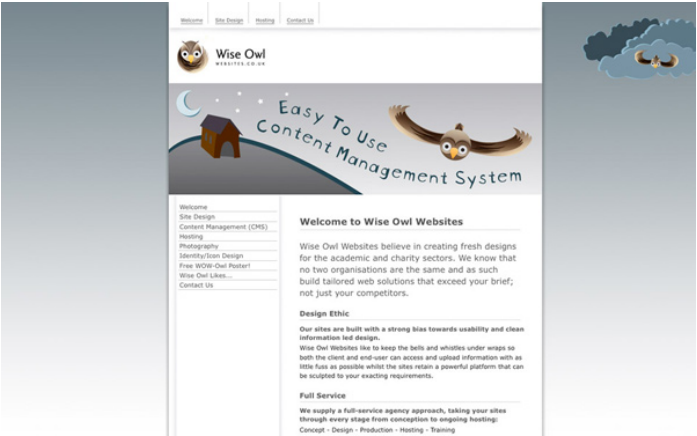 Welcome
Site Design
Hosting
Contact Us
Wise Owl
WEBSITES.CO.UK
Easy To Use
Content Management System
Welcome
Site Design
Content Management (CMS)
Hosting
Photography
Identity/Icon Design
Free WOW-Owl Poster!
Wise Owl Likes...
Contact Us
Welcome to Wise Owl Websites
Wise Owl Websites believe in creating fresh designs
for the academic and charity sectors. We know that
no two organisations are the same and as such
build tailored web solutions that exceed your brief;
not just your competitors.
Design Ethic
Our sites are built with a strong bias towards usability and clean
information led design.
Wise Owl Websites like to keep the bells and whistles under wraps so
both the client and end-user can access and upload information with as
little fuss as possible whilst the sites retain a powerful platform that can
be sculpted to your exacting requirements.
Full Service
We supply a full-service agency approach, taking your sites
through every stage from conception to ongoing hosting:
Concept - Design - Production - Hosting - Training